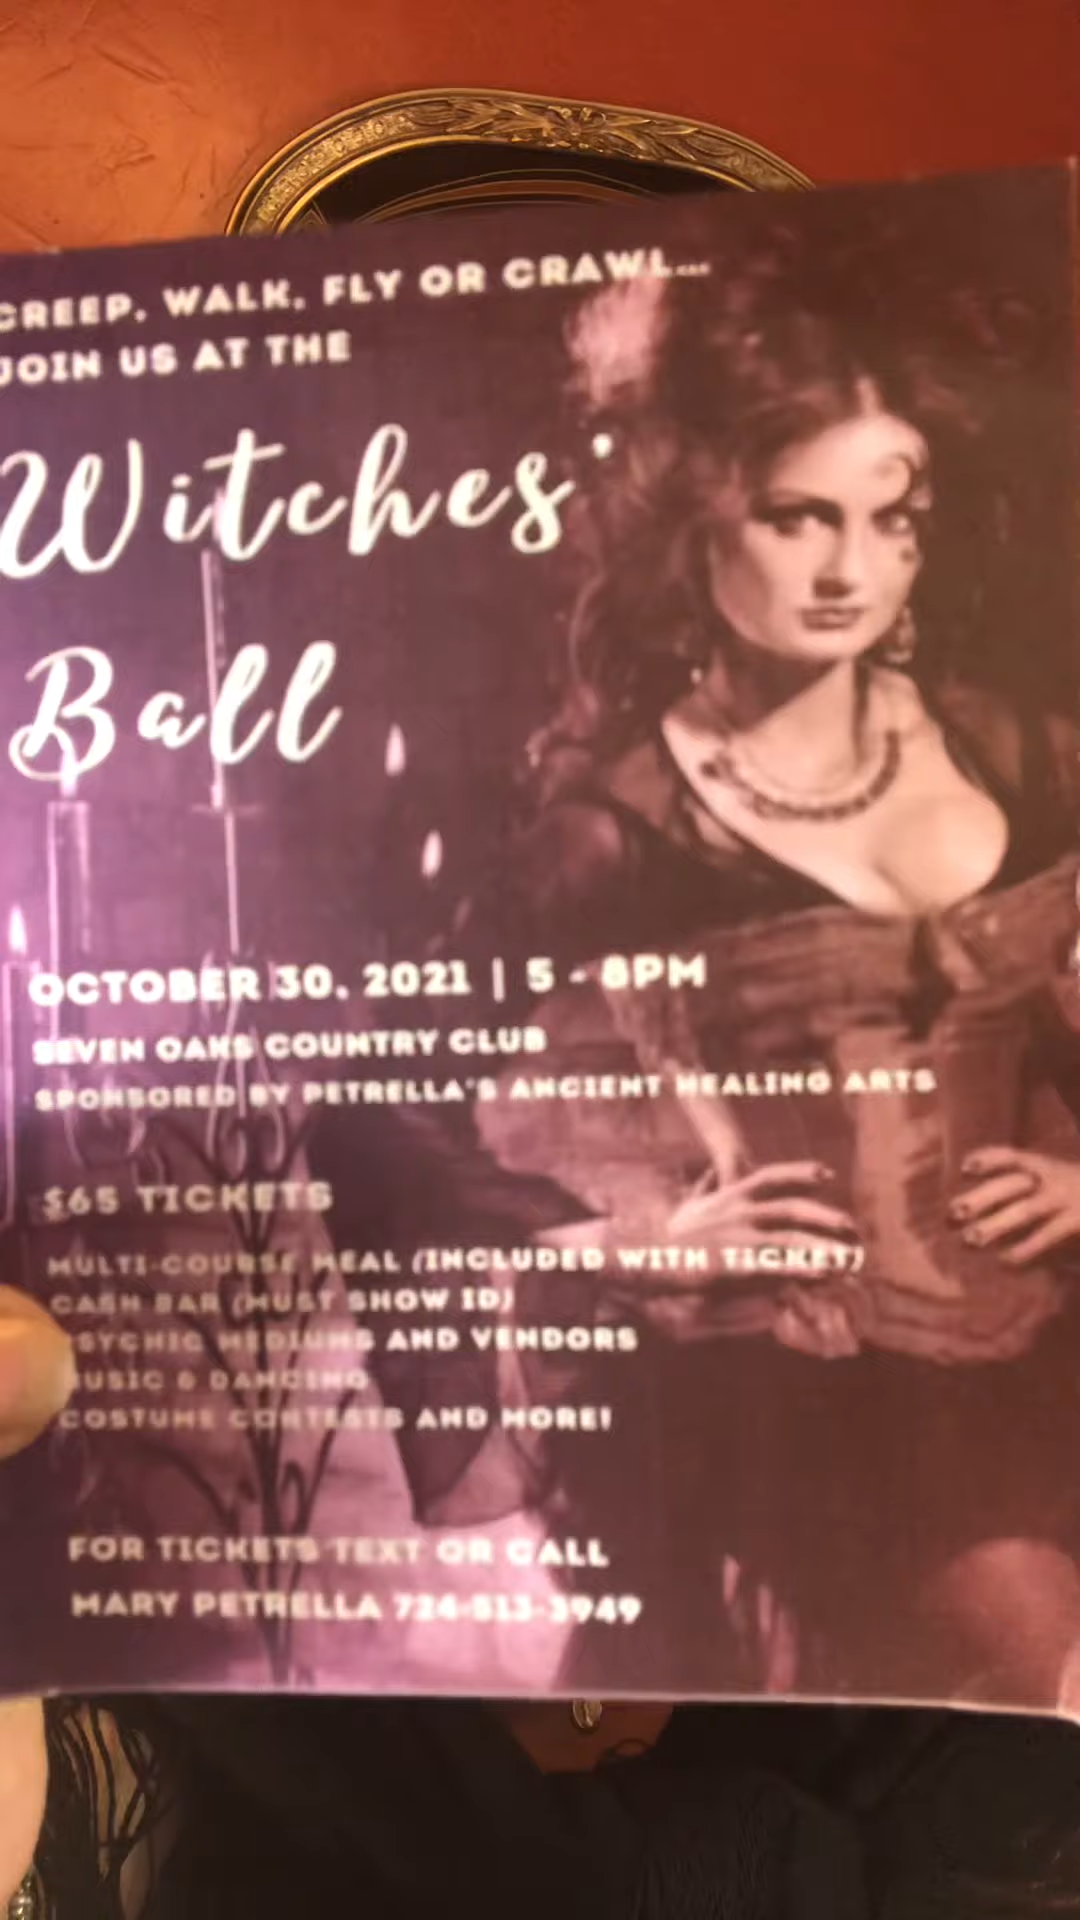 CREEP, WALK, FLY OR CRAWL...
JOIN US AT THE
Witches'
Ball
OCTOBER 30, 2021 | 5 - 8PM
SEVEN OAKS COUNTRY CLUB
SPONSORED BY PETRELLA'S ANCIENT HEALING ARTS
$65 TICKETS
MULTI-COURSE MEAL (INCLUDED WITH TICKET)
CASH BAR (MUST SHOW ID)
PSYCHIC MEDIUMS AND VENDORS
MUSIC & DANCING
COSTUME CONTESTS AND MORE!
FOR TICKETS TEXT OR CALL
MARY PETRELLA 724-513-3949